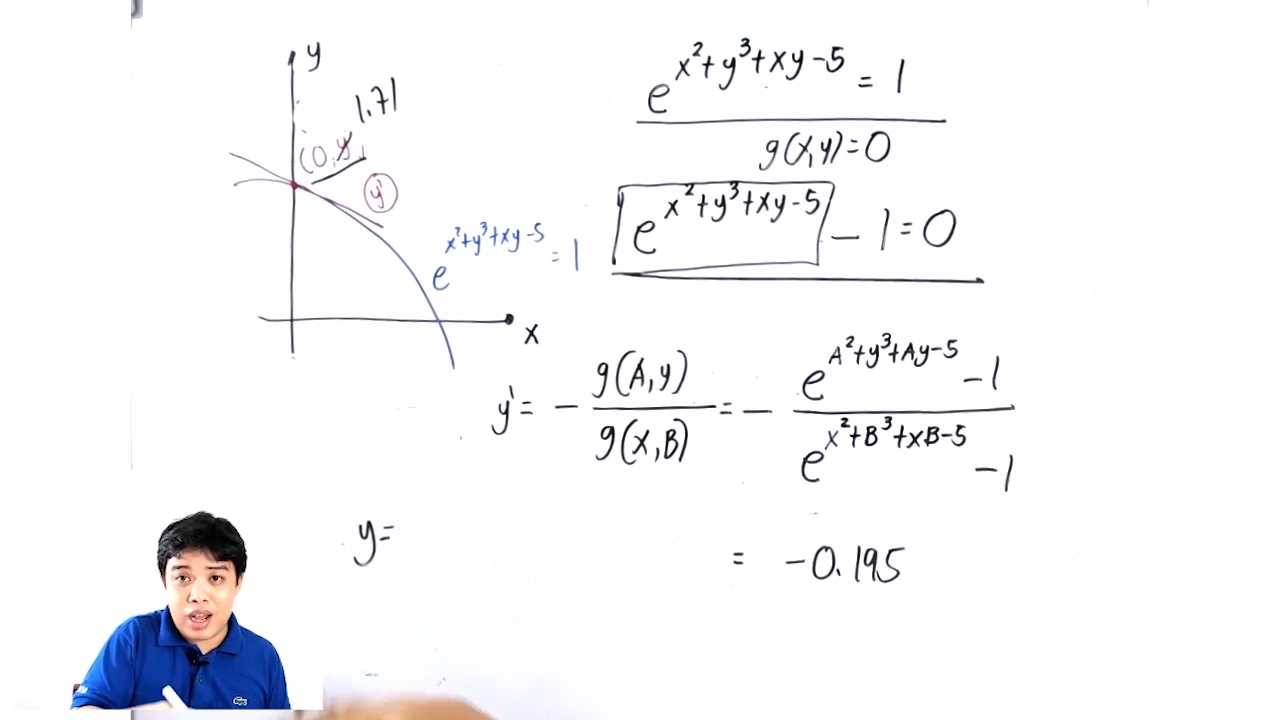 y
1.71
(0,y)
y'
e^{x²+y³+xy-5} = 1
x
e^{x²+y³+xy-5} = 1
g(x,y)=0
e^{x²+y³+xy-5} - 1 = 0
y' = - g(A,y) / g(x,B) = - (e^{A²+y³+Ay-5} - 1) / (e^{x²+B³+xB-5} - 1)
y=
= -0.195